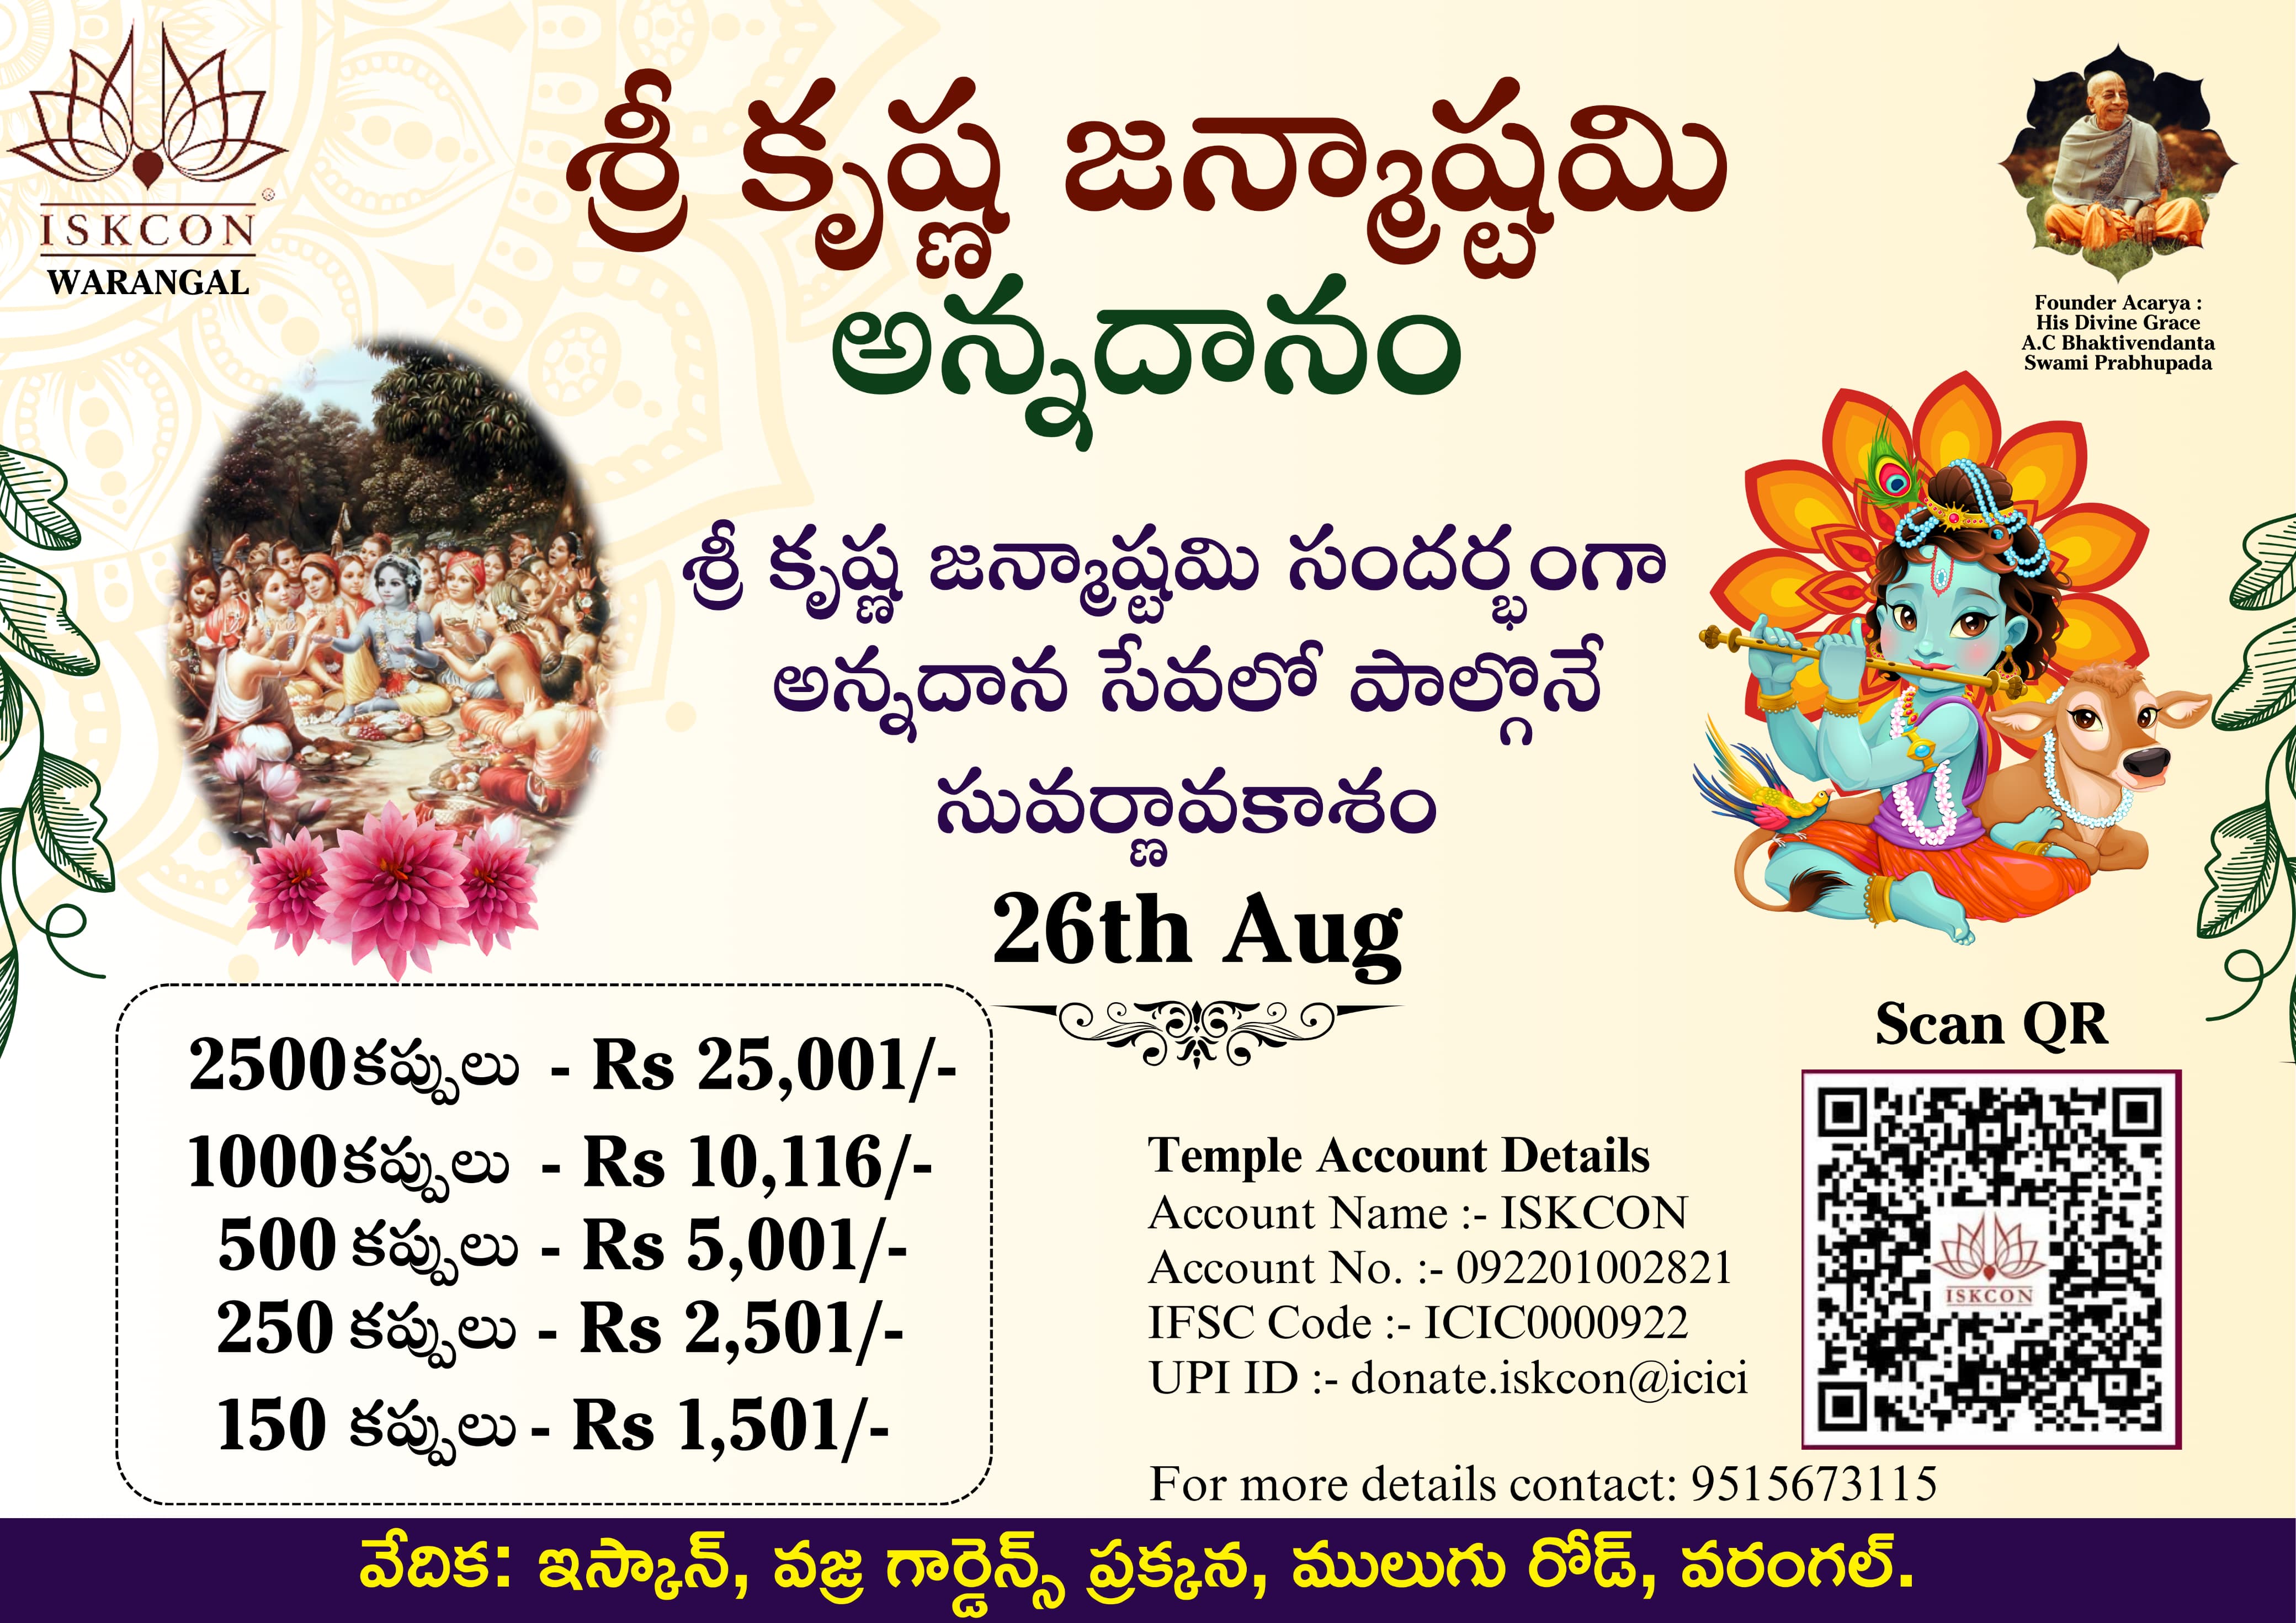 ISKCON
WARANGAL
శ్రీ కృష్ణ జన్మాష్టమి
అన్నదానం
Founder Acarya :
His Divine Grace
A.C Bhaktivendanta
Swami Prabhupada
శ్రీ కృష్ణ జన్మాష్టమి సందర్భంగా
అన్నదాన సేవలో పాల్గొనే
సువర్ణావకాశం
26th Aug
2500కప్పులు - Rs 25,001/-
1000కప్పులు - Rs 10,116/-
500 కప్పులు - Rs 5,001/-
250 కప్పులు - Rs 2,501/-
150 కప్పులు - Rs 1,501/-
Temple Account Details
Account Name :- ISKCON
Account No. :- 092201002821
IFSC Code :- ICIC0000922
UPI ID :- donate.iskcon@icici
For more details contact: 9515673115
Scan QR
ISKCON
వేదిక: ఇస్కాన్, వజ్ర గార్డెన్స్ ప్రక్కన, ములుగు రోడ్, వరంగల్.